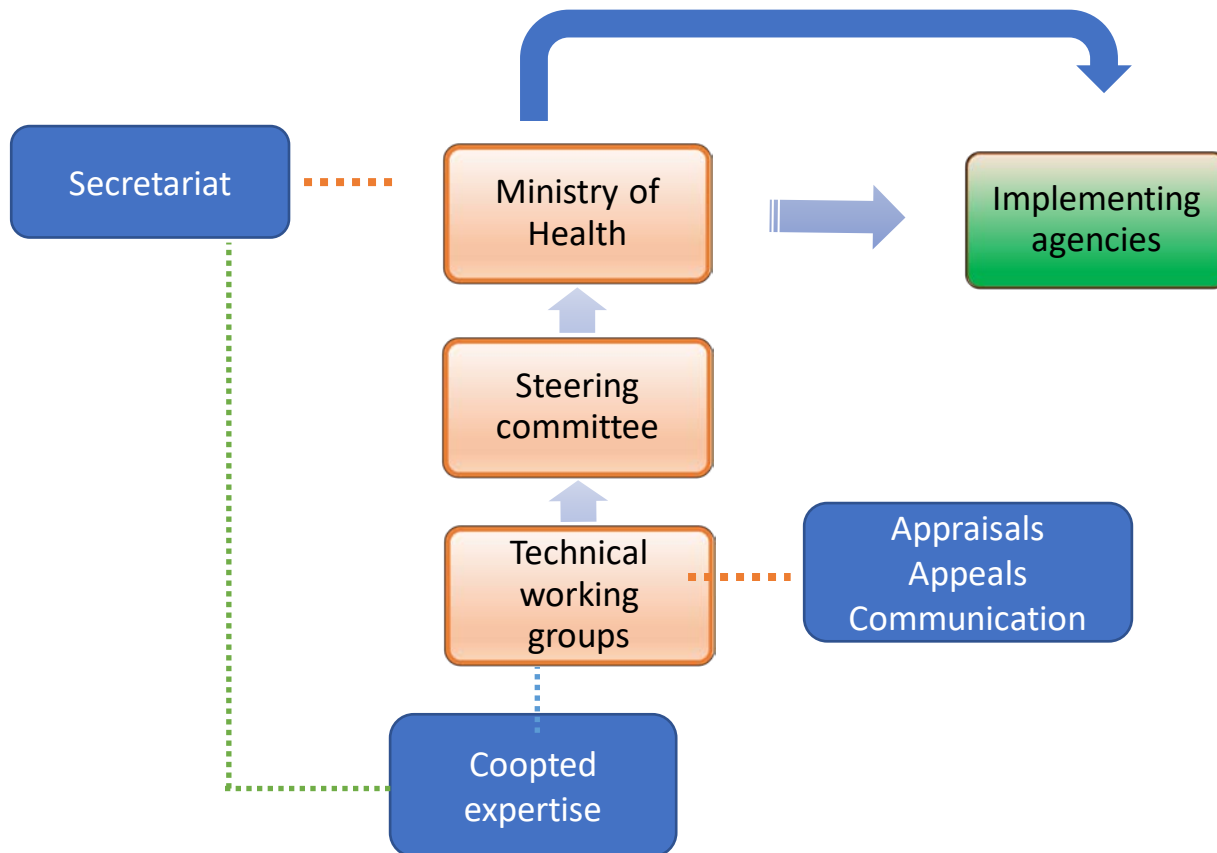 Secretariat
Ministry of
Health
Implementing
agencies
Steering
committee
Technical
working
groups
Appraisals
Appeals
Communication
Coopted
expertise